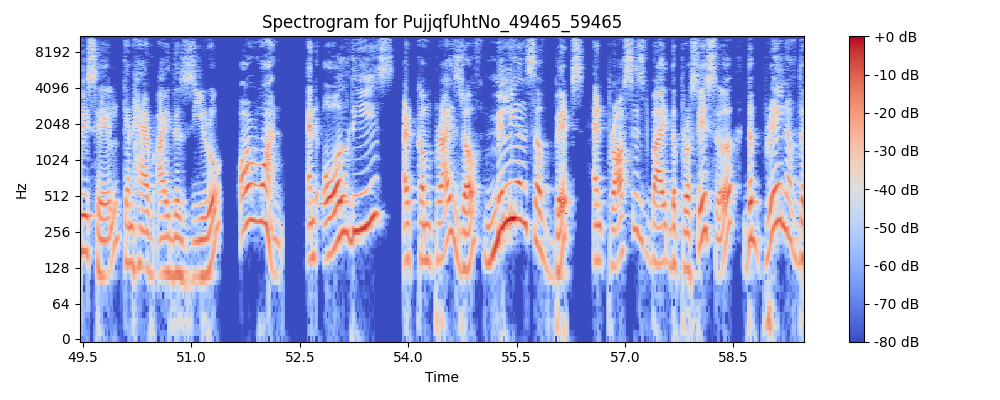 Spectrogram for PujjqfUhtNo_49465_59465
Hz
8192
4096
2048
1024
512
256
128
64
0
49.5 51.0 52.5 54.0 55.5 57.0 58.5
Time
+0 dB
-10 dB
-20 dB
-30 dB
-40 dB
-50 dB
-60 dB
-70 dB
-80 dB